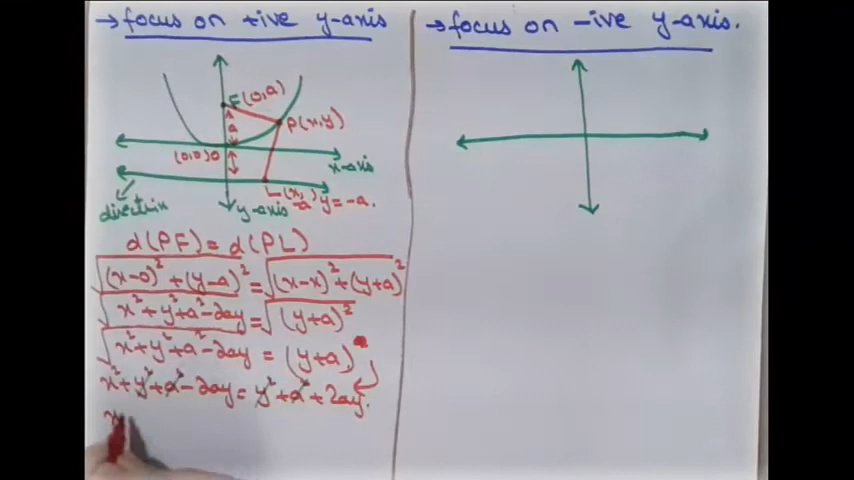 →focus on +ive y-axis
F(0,a)
a
P(x,y)
(0,0)O
x-axis
L(x,-a)
y=-a.
directrix
y-axis
d(PF) = d(PL)
√(x-0)²+(y-a)² = √(x-x)²+(y+a)²
√x²+y²+a²-2ay = √(y+a)²
√x²+y²+a²-2ay = (y+a)
x²+y²+a²-2ay = y²+a²+2ay.
x
→focus on -ive y-axis.